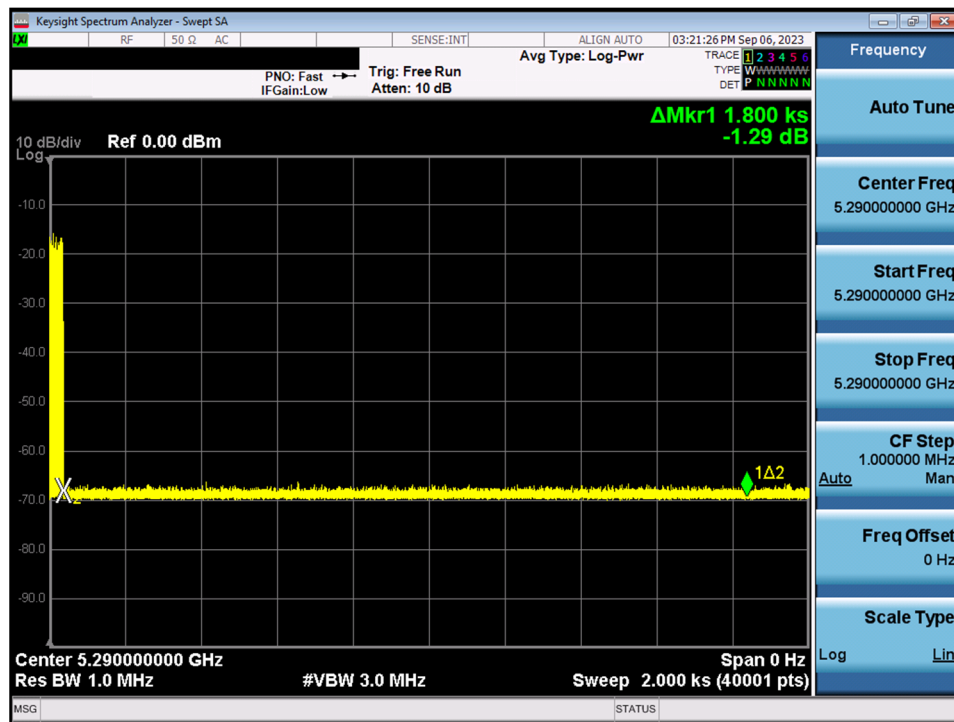 Keysight Spectrum Analyzer - Swept SA
LXI RF 50 Ω AC SENSE:INT ALIGN AUTO 03:21:26 PM Sep 06, 2023
Frequency
Avg Type: Log-Pwr
TRACE 1 2 3 4 5 6
PNO: Fast Trig: Free Run
TYPE WWWWWW
IFGain:Low Atten: 10 dB
DET P N N N N N
Auto Tune
ΔMkr1 1.800 ks
-1.29 dB
10 dB/div Ref 0.00 dBm
Log
Center Freq
5.290000000 GHz
-10.0
-20.0
Start Freq
5.290000000 GHz
-30.0
-40.0
Stop Freq
5.290000000 GHz
-50.0
-60.0
CF Step
1.000000 MHz
Auto Man
1Δ2
X2
-70.0
-80.0
Freq Offset
0 Hz
-90.0
Scale Type
Log Lin
Center 5.290000000 GHz Span 0 Hz
Res BW 1.0 MHz #VBW 3.0 MHz Sweep 2.000 ks (40001 pts)
MSG STATUS